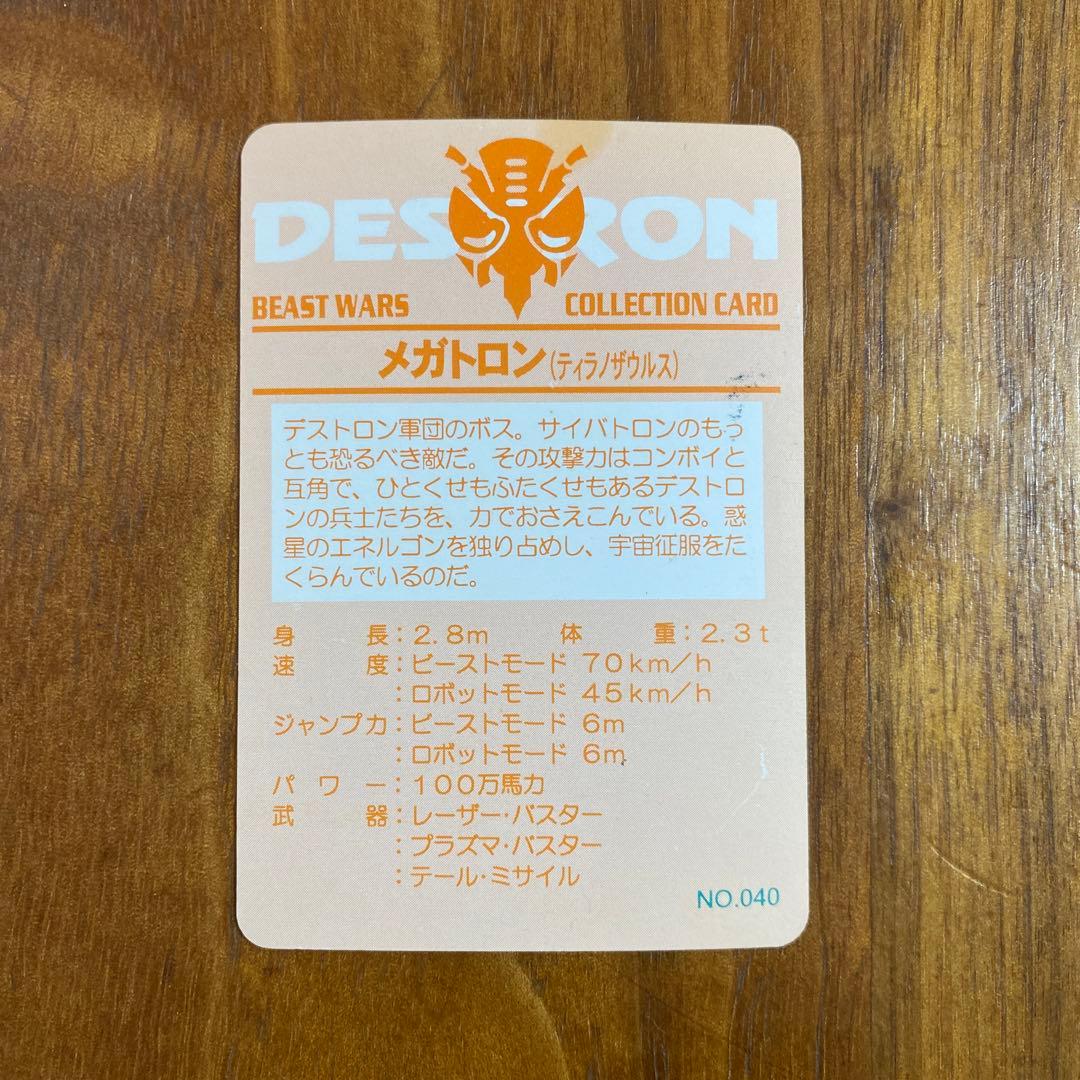 DESTRON
BEAST WARS COLLECTION CARD
メガトロン(ティラノザウルス)
デストロン軍団のボス。サイバトロンのもっ
とも恐るべき敵だ。その攻撃力はコンボイと
互角で、ひとくせもふたくせもあるデストロ
ンの兵士たちを、力でおさえこんでいる。惑
星のエネルゴンを独り占めし、宇宙征服をた
くらんでいるのだ。
身長:2.8m 体重:2.3t
速度:ビーストモード 70km/h
:ロボットモード 45km/h
ジャンプ力:ビーストモード 6m
:ロボットモード 6m
パワー:100万馬力
武器:レーザー・バスター
:プラズマ・バスター
:テール・ミサイル
NO.040